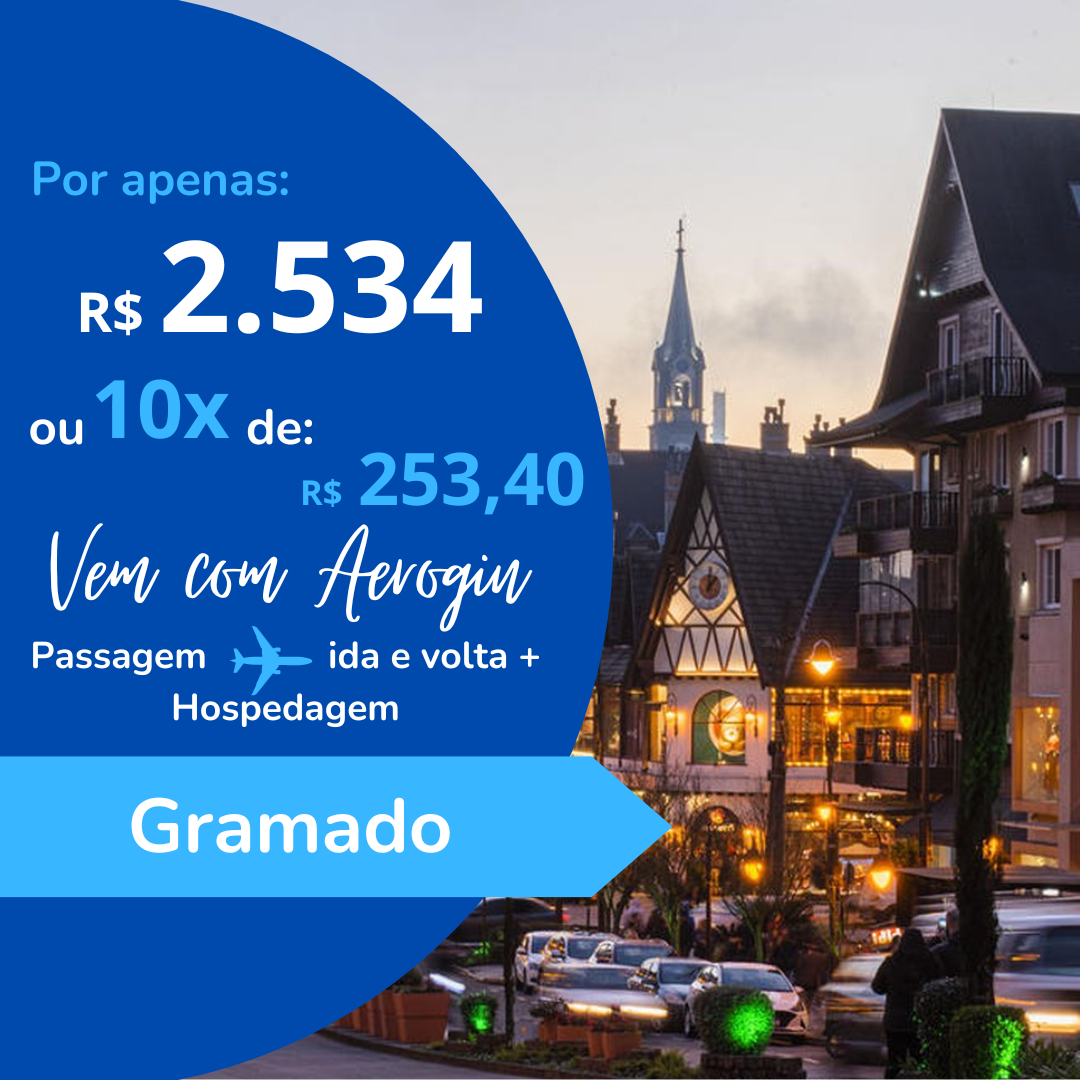 Por apenas:
R$ 2.534
ou 10x de:
R$ 253,40
Vem com Aerogin
Passagem ida e volta +
Hospedagem
Gramado